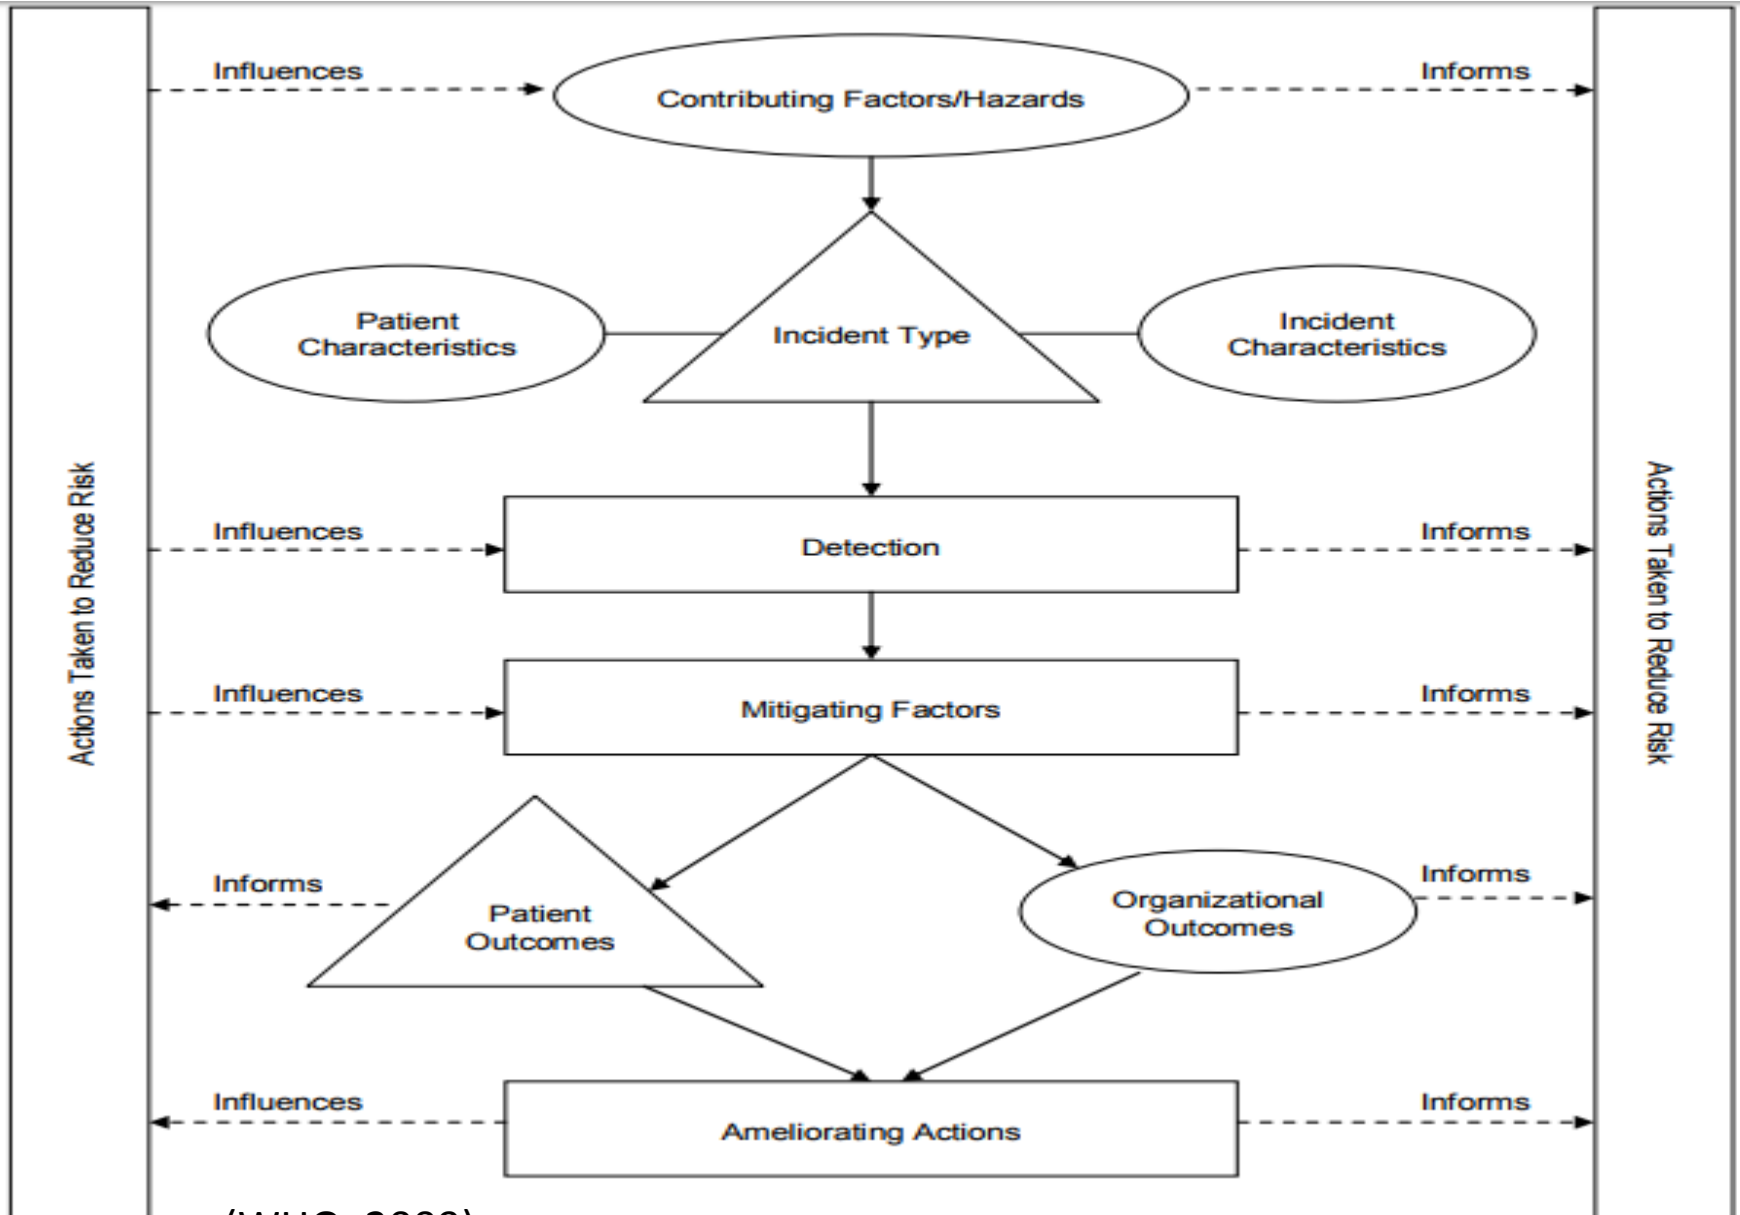 Influences
Contributing Factors/Hazards
Informs
Patient
Characteristics
Incident Type
Incident
Characteristics
Actions Taken to Reduce Risk
Influences
Detection
Informs
Actions Taken to Reduce Risk
Influences
Mitigating Factors
Informs
Informs
Patient
Outcomes
Organizational
Outcomes
Informs
Influences
Ameliorating Actions
Informs